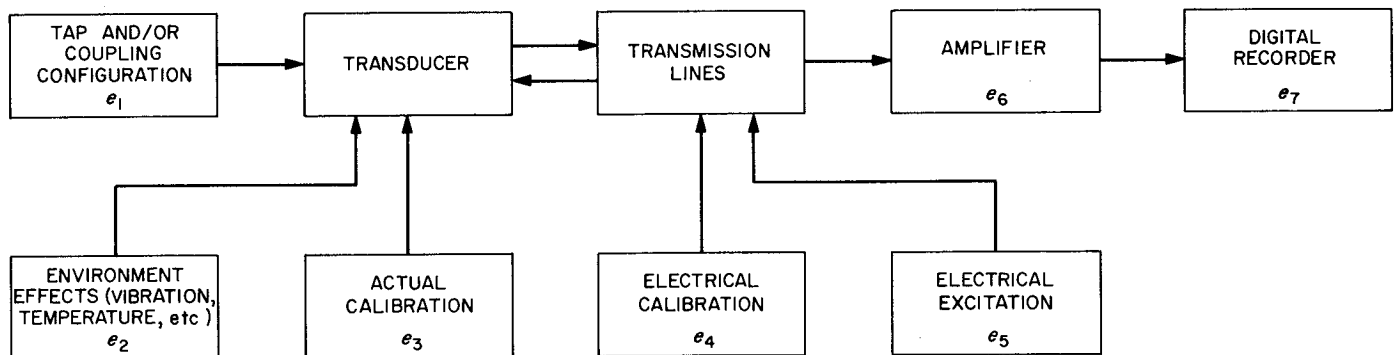 TAP AND/OR
COUPLING
CONFIGURATION
e1
TRANSDUCER
TRANSMISSION
LINES
AMPLIFIER
e6
DIGITAL
RECORDER
e7
ENVIRONMENT
EFFECTS (VIBRATION,
TEMPERATURE, etc)
e2
ACTUAL
CALIBRATION
e3
ELECTRICAL
CALIBRATION
e4
ELECTRICAL
EXCITATION
e5